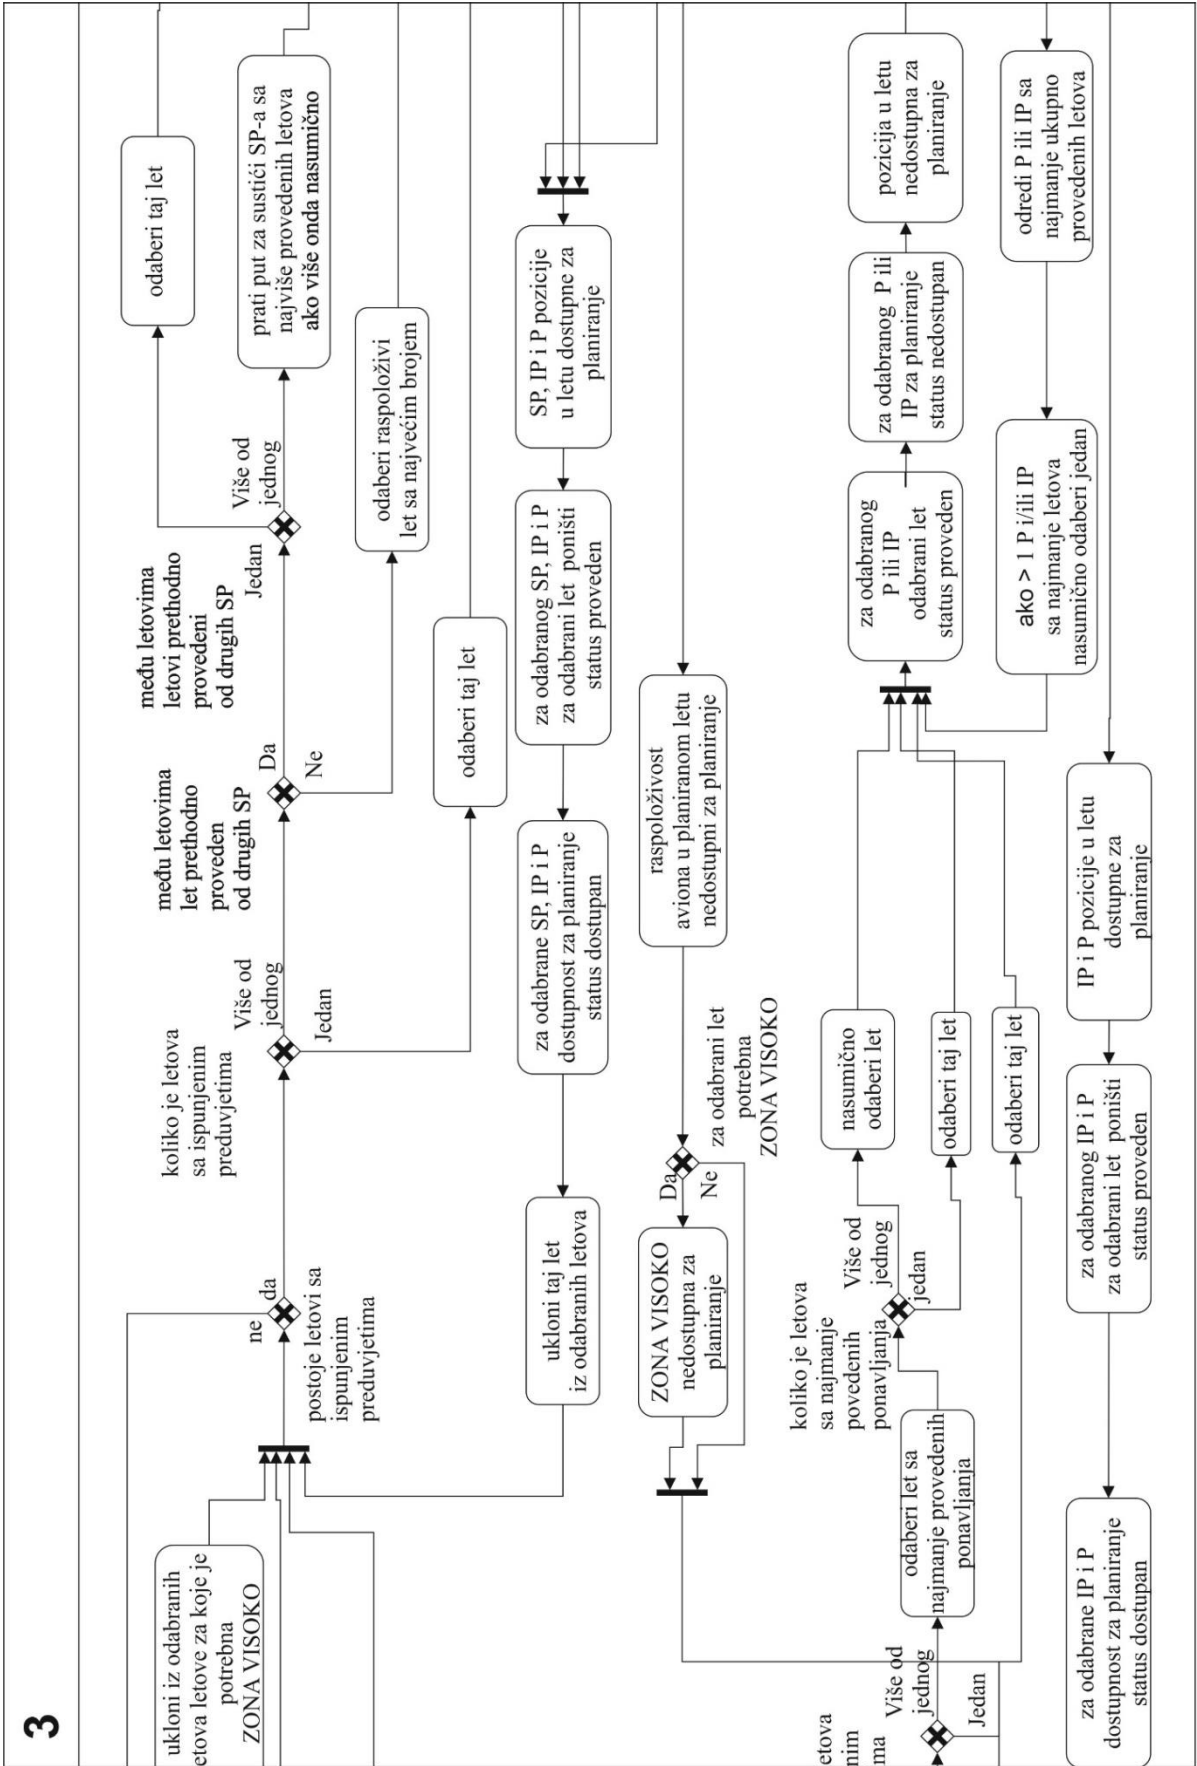 3
ukloni iz odabranih
etova letove za koje je
potrebna
ZONA VISOKO
ne
da
postoje letovi sa
ispunjenim
preduvjetima
koliko je letova
sa ispunjenim
preduvjetima
Više od
jednog
Jedan
među letovima
let prethodno
proveden
od drugih SP
Da
Ne
među letovima
letovi prethodno
provedeni
od drugih SP
Više od
jednog
Jedan
odaberi taj let
prati put za sustići SP-a sa
najviše provedenih letova
ako više onda nasumično
odaberi raspoloživi
let sa najvećim brojem
odaberi taj let
ukloni taj let
iz odabranih letova
za odabrane SP, IP i P
dostupnost za planiranje
status dostupan
za odabranog SP, IP i P
za odabrani let poništi
status proveden
SP, IP i P pozicije
u letu dostupne za
planiranje
ZONA VISOKO
nedostupna za
planiranje
Da
Ne
za odabrani let
potrebna
ZONA VISOKO
raspoloživost
aviona u planiranom letu
nedostupni za planiranje
etova
nim
ma
Više od
jednog
Jedan
odaberi let sa
najmanje provedenih
ponavljanja
koliko je letova
sa najmanje
povedenih
ponavljanja
Više od
jednog
jedan
nasumično
odaberi let
odaberi taj let
odaberi taj let
za odabranog
P ili IP
odabrani let
status proveden
za odabranog P ili
IP za planiranje
status nedostupan
pozicija u letu
nedostupna za
planiranje
ako > 1 P i/ili IP
sa najmanje letova
nasumično odaberi jedan
odredi P ili IP sa
najmanje ukupno
provedenih letova
za odabrane IP i P
dostupnost za planiranje
status dostupan
za odabranog IP i P
za odabrani let poništi
status proveden
IP i P pozicije u letu
dostupne za
planiranje